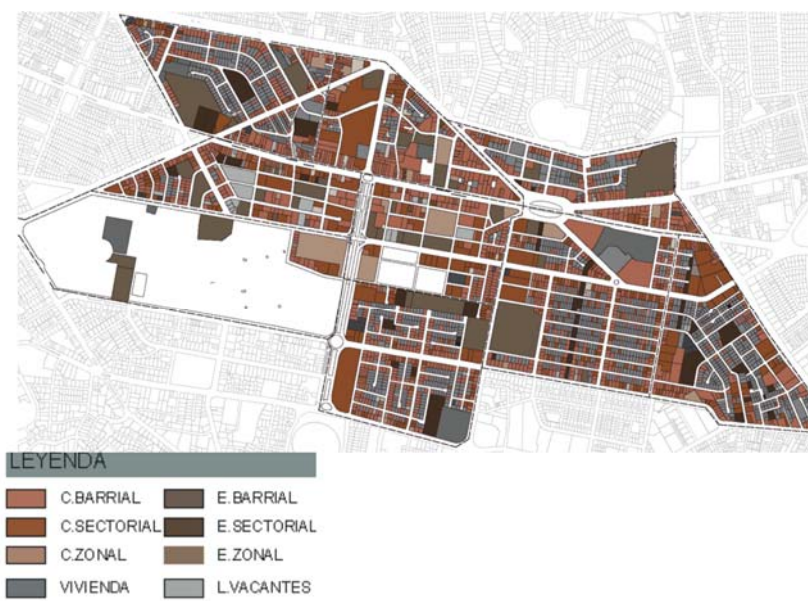 LEYENDA
C.BARRIAL
E.BARRIAL
C.SECTORIAL
E.SECTORIAL
C.ZONAL
E.ZONAL
VIVIENDA
L.VACANTES